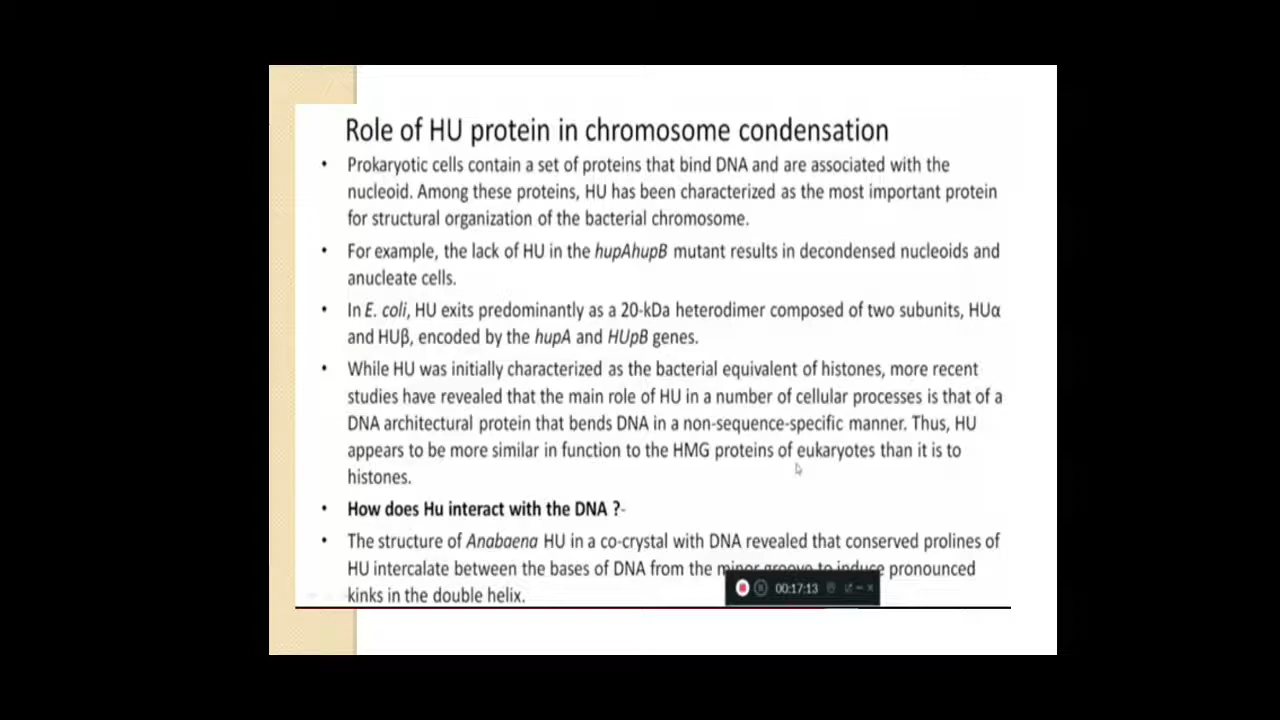 Role of HU protein in chromosome condensation
• Prokaryotic cells contain a set of proteins that bind DNA and are associated with the
nucleoid. Among these proteins, HU has been characterized as the most important protein
for structural organization of the bacterial chromosome.
• For example, the lack of HU in the hupAhupB mutant results in decondensed nucleoids and
anucleate cells.
• In E. coli, HU exits predominantly as a 20-kDa heterodimer composed of two subunits, HUα
and HUβ, encoded by the hupA and HUpB genes.
• While HU was initially characterized as the bacterial equivalent of histones, more recent
studies have revealed that the main role of HU in a number of cellular processes is that of a
DNA architectural protein that bends DNA in a non-sequence-specific manner. Thus, HU
appears to be more similar in function to the HMG proteins of eukaryotes than it is to
histones.
• How does Hu interact with the DNA ?-
• The structure of Anabaena HU in a co-crystal with DNA revealed that conserved prolines of
HU intercalate between the bases of DNA from the minor groove to induce pronounced
kinks in the double helix.
00:17:13